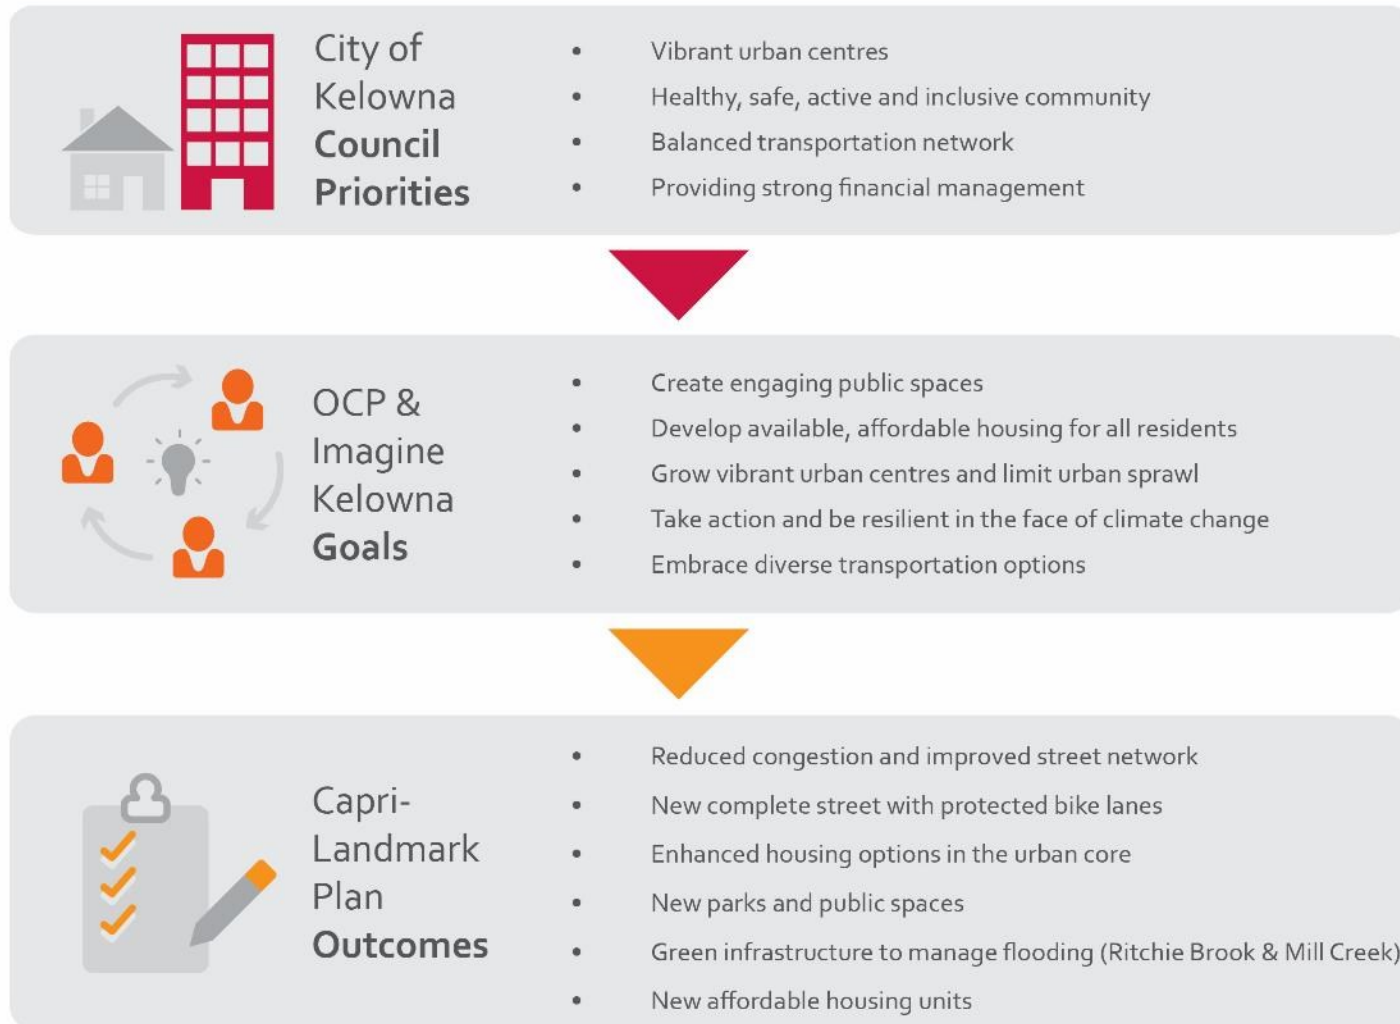 City of
Kelowna
Council
Priorities
• Vibrant urban centres
• Healthy, safe, active and inclusive community
• Balanced transportation network
• Providing strong financial management
OCP &
Imagine
Kelowna
Goals
• Create engaging public spaces
• Develop available, affordable housing for all residents
• Grow vibrant urban centres and limit urban sprawl
• Take action and be resilient in the face of climate change
• Embrace diverse transportation options
Capri-
Landmark
Plan
Outcomes
• Reduced congestion and improved street network
• New complete street with protected bike lanes
• Enhanced housing options in the urban core
• New parks and public spaces
• Green infrastructure to manage flooding (Ritchie Brook & Mill Creek)
• New affordable housing units